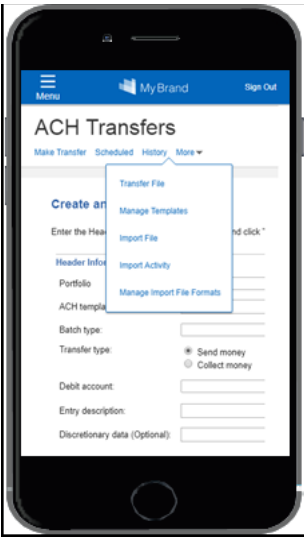 Menu
MyBrand
Sign Out
ACH Transfers
Make Transfer Scheduled History More
Transfer File
Manage Templates
Import File
Import Activity
Manage Import File Formats
Create an
Enter the Hea
nd click "
Header Infor
Portfolio
ACH templa
Batch type:
Transfer type:
Send money
Collect money
Debit account:
Entry description:
Discretionary data (Optional):